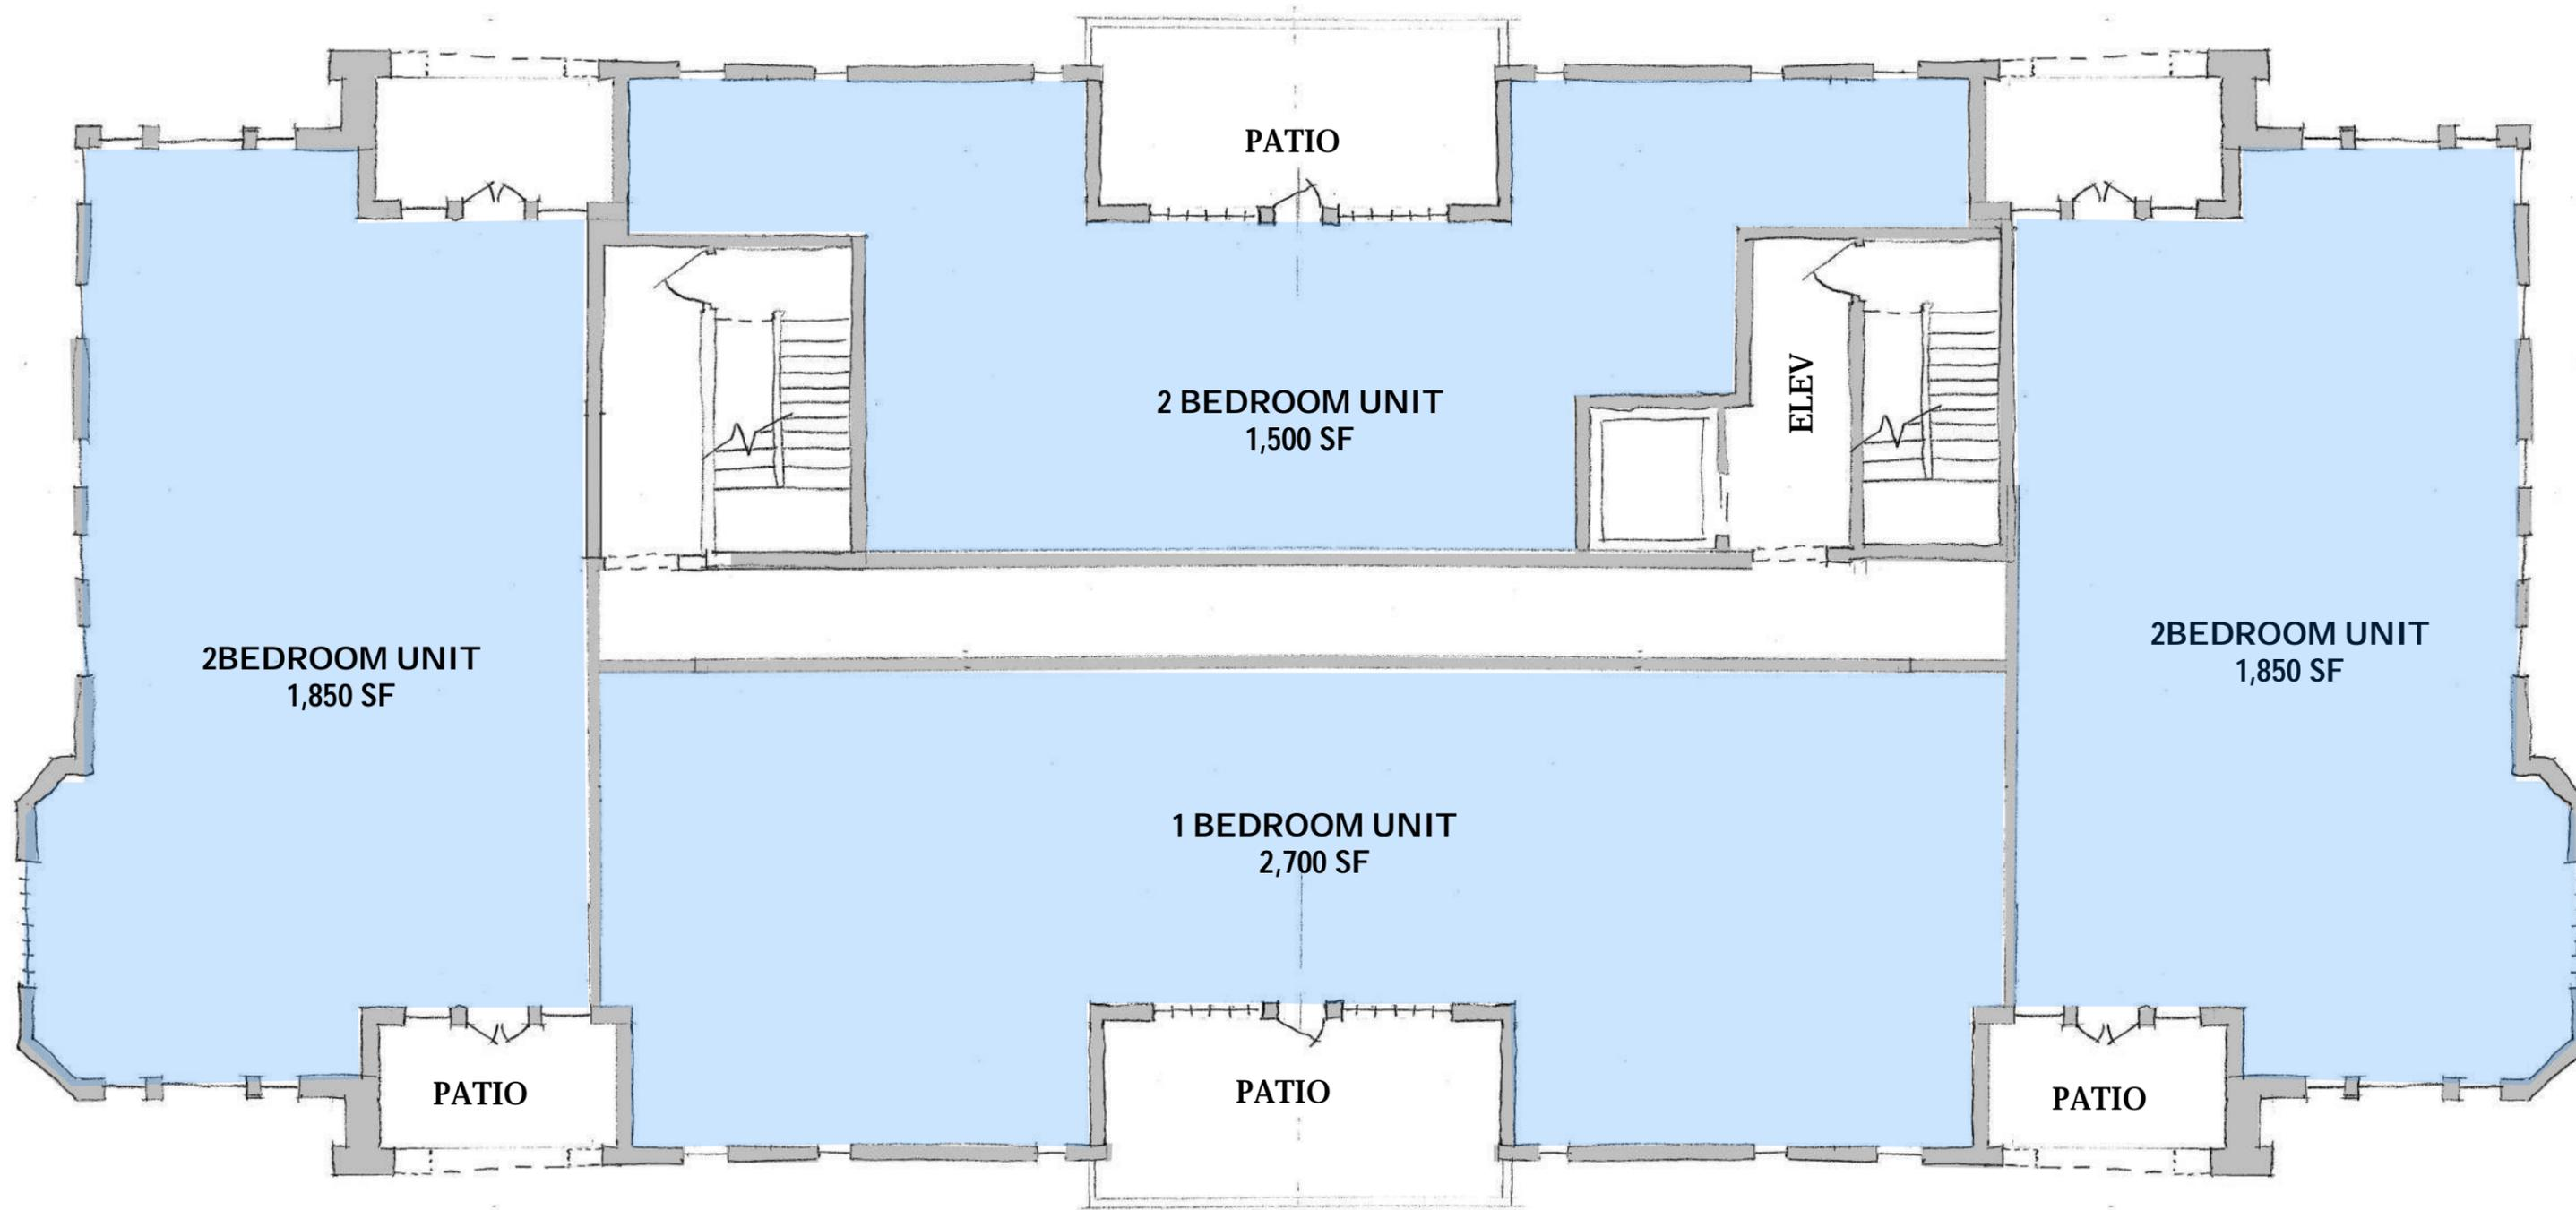 PATIO
2 BEDROOM UNIT
1,500 SF
ELEV
2BEDROOM UNIT
1,850 SF
2BEDROOM UNIT
1,850 SF
1 BEDROOM UNIT
2,700 SF
PATIO
PATIO
PATIO